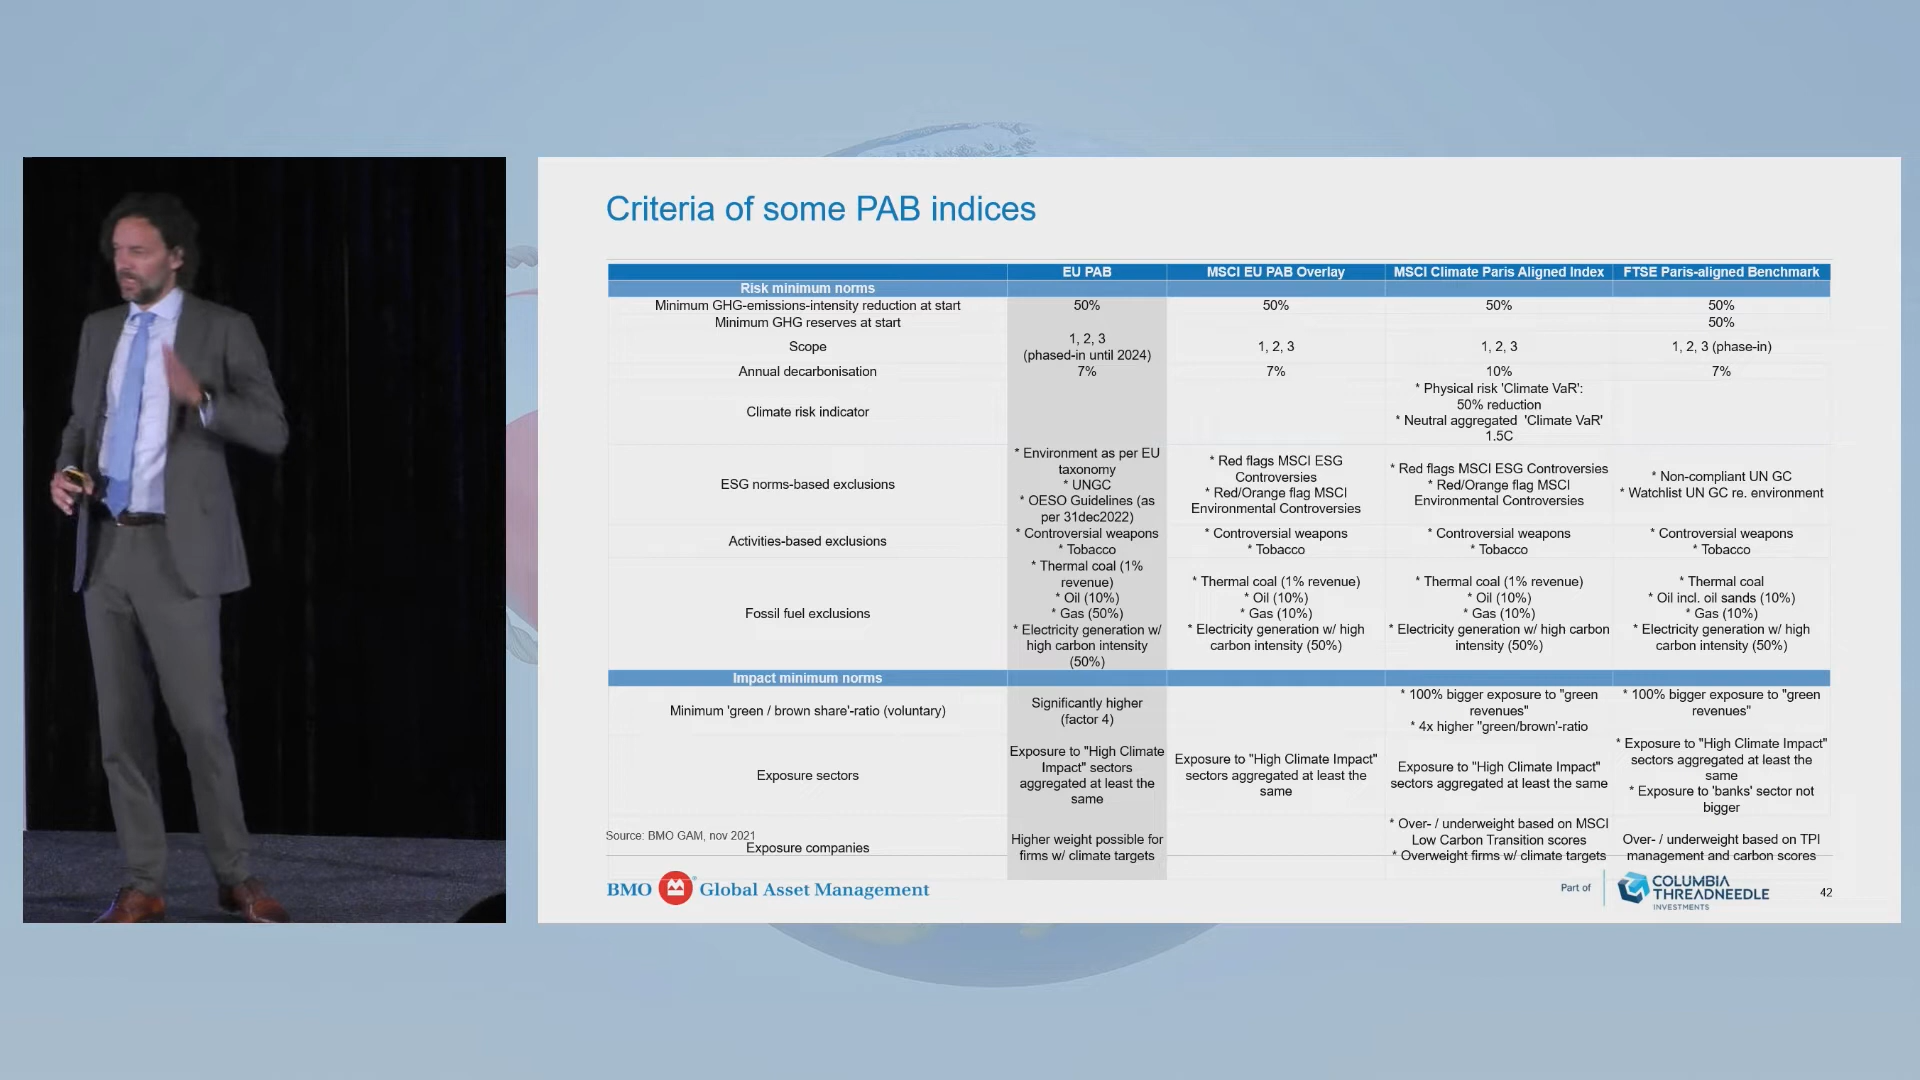 Criteria of some PAB indices
EU PAB MSCI EU PAB Overlay MSCI Climate Paris Aligned Index FTSE Paris-aligned Benchmark
Risk minimum norms
Minimum GHG-emissions-intensity reduction at start 50% 50% 50% 50%
Minimum GHG reserves at start 50%
Scope
1, 2, 3
(phased-in until 2024)
1, 2, 3
1, 2, 3
1, 2, 3 (phase-in)
Annual decarbonisation 7% 7% 10% 7%
Climate risk indicator
* Physical risk 'Climate VaR':
50% reduction
* Neutral aggregated 'Climate VaR'
1.5C
ESG norms-based exclusions
* Environment as per EU
taxonomy
* UNGC
* OESO Guidelines (as
per 31dec2022)
* Red flags MSCI ESG
Controversies
* Red/Orange flag MSCI
Environmental Controversies
* Red flags MSCI ESG Controversies
* Red/Orange flag MSCI
Environmental Controversies
* Non-compliant UN GC
* Watchlist UN GC re. environment
Activities-based exclusions
* Controversial weapons
* Tobacco
* Controversial weapons
* Tobacco
* Controversial weapons
* Tobacco
* Controversial weapons
* Tobacco
Fossil fuel exclusions
* Thermal coal (1%
revenue)
* Oil (10%)
* Gas (50%)
* Electricity generation w/
high carbon intensity
(50%)
* Thermal coal (1% revenue)
* Oil (10%)
* Gas (10%)
* Electricity generation w/ high
carbon intensity (50%)
* Thermal coal (1% revenue)
* Oil (10%)
* Gas (10%)
* Electricity generation w/ high carbon
intensity (50%)
* Thermal coal
* Oil incl. oil sands (10%)
* Gas (10%)
* Electricity generation w/ high
carbon intensity (50%)
Impact minimum norms
Minimum 'green / brown share'-ratio (voluntary)
Significantly higher
(factor 4)
* 100% bigger exposure to "green
revenues"
* 4x higher "green/brown'-ratio
* 100% bigger exposure to "green
revenues"
Exposure sectors
Exposure to "High Climate
Impact" sectors
aggregated at least the
same
Exposure to "High Climate Impact"
sectors aggregated at least the
same
Exposure to "High Climate Impact"
sectors aggregated at least the same
* Exposure to "High Climate Impact"
sectors aggregated at least the
same
* Exposure to 'banks' sector not
bigger
Source: BMO GAM, nov 2021
Exposure companies
Higher weight possible for
firms w/ climate targets
* Over- / underweight based on MSCI
Low Carbon Transition scores
* Overweight firms w/ climate targets
Over- / underweight based on TPI
management and carbon scores
BMO Global Asset Management
Part of
COLUMBIA
THREADNEEDLE
INVESTMENTS
42